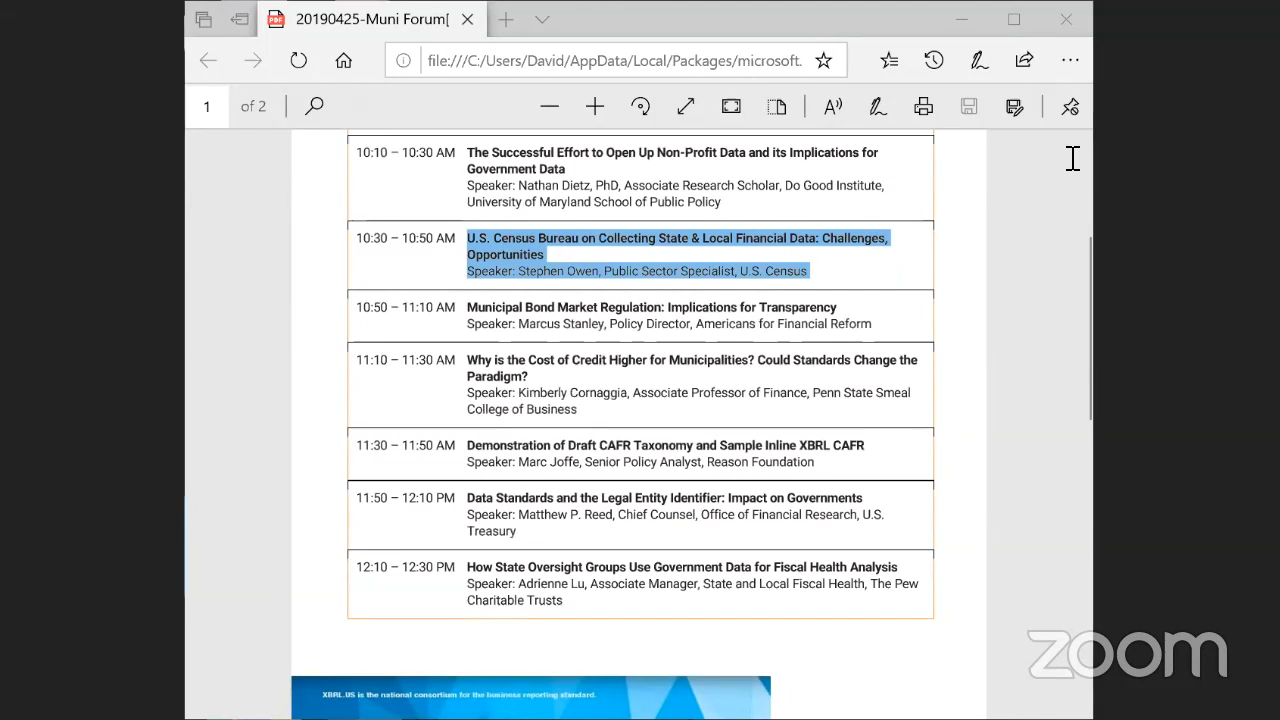 20190425-Muni Forum[
file:///C:/Users/David/AppData/Local/Packages/microsoft.
1 of 2
10:10 – 10:30 AM The Successful Effort to Open Up Non-Profit Data and its Implications for
Government Data
Speaker: Nathan Dietz, PhD, Associate Research Scholar, Do Good Institute,
University of Maryland School of Public Policy
10:30 – 10:50 AM U.S. Census Bureau on Collecting State & Local Financial Data: Challenges,
Opportunities
Speaker: Stephen Owen, Public Sector Specialist, U.S. Census
10:50 – 11:10 AM Municipal Bond Market Regulation: Implications for Transparency
Speaker: Marcus Stanley, Policy Director, Americans for Financial Reform
11:10 – 11:30 AM Why is the Cost of Credit Higher for Municipalities? Could Standards Change the
Paradigm?
Speaker: Kimberly Cornaggia, Associate Professor of Finance, Penn State Smeal
College of Business
11:30 – 11:50 AM Demonstration of Draft CAFR Taxonomy and Sample Inline XBRL CAFR
Speaker: Marc Joffe, Senior Policy Analyst, Reason Foundation
11:50 – 12:10 PM Data Standards and the Legal Entity Identifier: Impact on Governments
Speaker: Matthew P. Reed, Chief Counsel, Office of Financial Research, U.S.
Treasury
12:10 – 12:30 PM How State Oversight Groups Use Government Data for Fiscal Health Analysis
Speaker: Adrienne Lu, Associate Manager, State and Local Fiscal Health, The Pew
Charitable Trusts
zoom
XBRL.US is the national consortium for the business reporting standard.